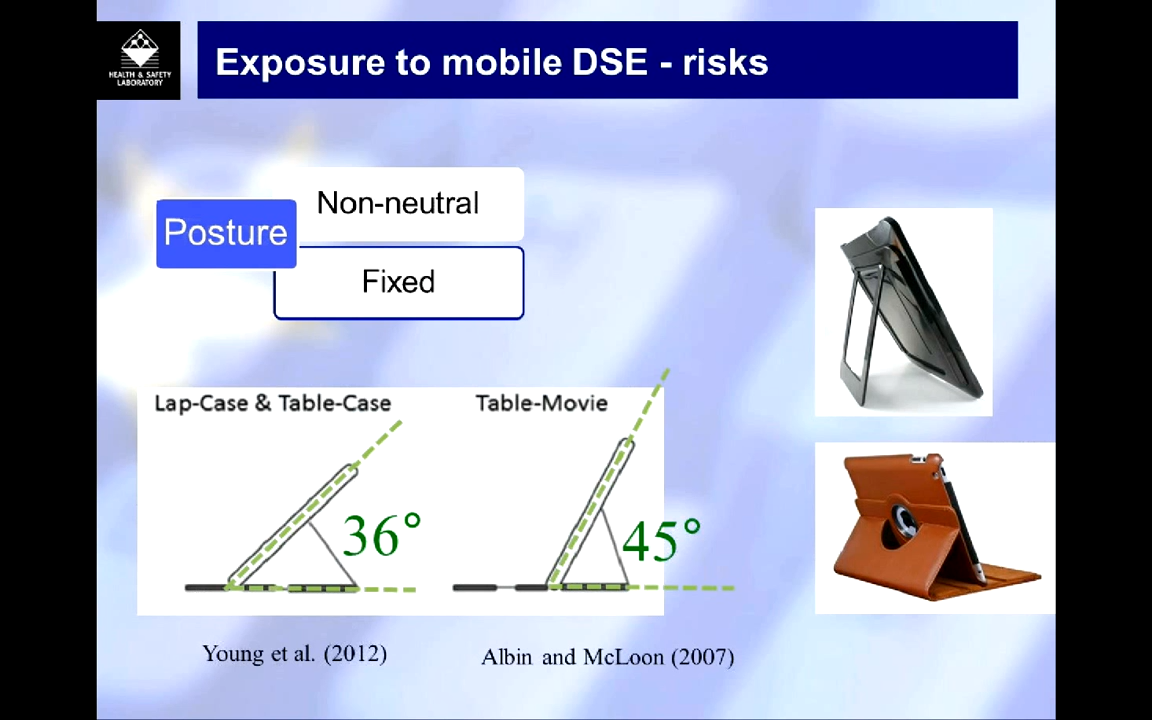 HEALTH & SAFETY
LABORATORY
Exposure to mobile DSE - risks
Posture
Non-neutral
Fixed
Lap-Case & Table-Case
Table-Movie
36°
45°
Young et al. (2012)
Albin and McLoon (2007)